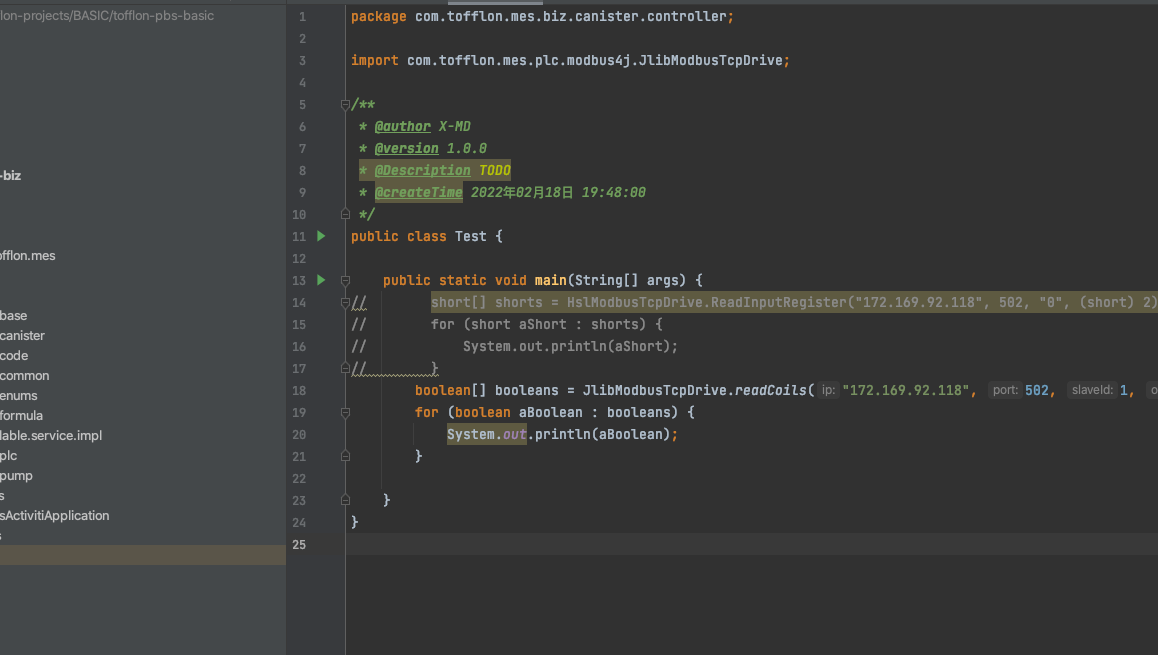 lon-projects/BASIC/tofflon-pbs-basic
-biz
offlon.mes
base
canister
code
common
enums
formula
lable.service.impl
plc
pump
s
sActivitiApplication
s
1 package com.tofflon.mes.biz.canister.controller;
2
3 import com.tofflon.mes.plc.modbus4j.JlibModbusTcpDrive;
4
5 /**
6 * @author X-MD
7 * @version 1.0.0
8 * @Description TODO
9 * @createTime 2022年02月18日 19:48:00
10 */
11 public class Test {
12
13 public static void main(String[] args) {
14 // short[] shorts = HslModbusTcpDrive.ReadInputRegister("172.169.92.118", 502, "0", (short) 2)
15 // for (short aShort : shorts) {
16 // System.out.println(aShort);
17 // }
18 boolean[] booleans = JlibModbusTcpDrive.readCoils( ip: "172.169.92.118", port: 502, slaveId: 1, o
19 for (boolean aBoolean : booleans) {
20 System.out.println(aBoolean);
21 }
22
23 }
24 }
25